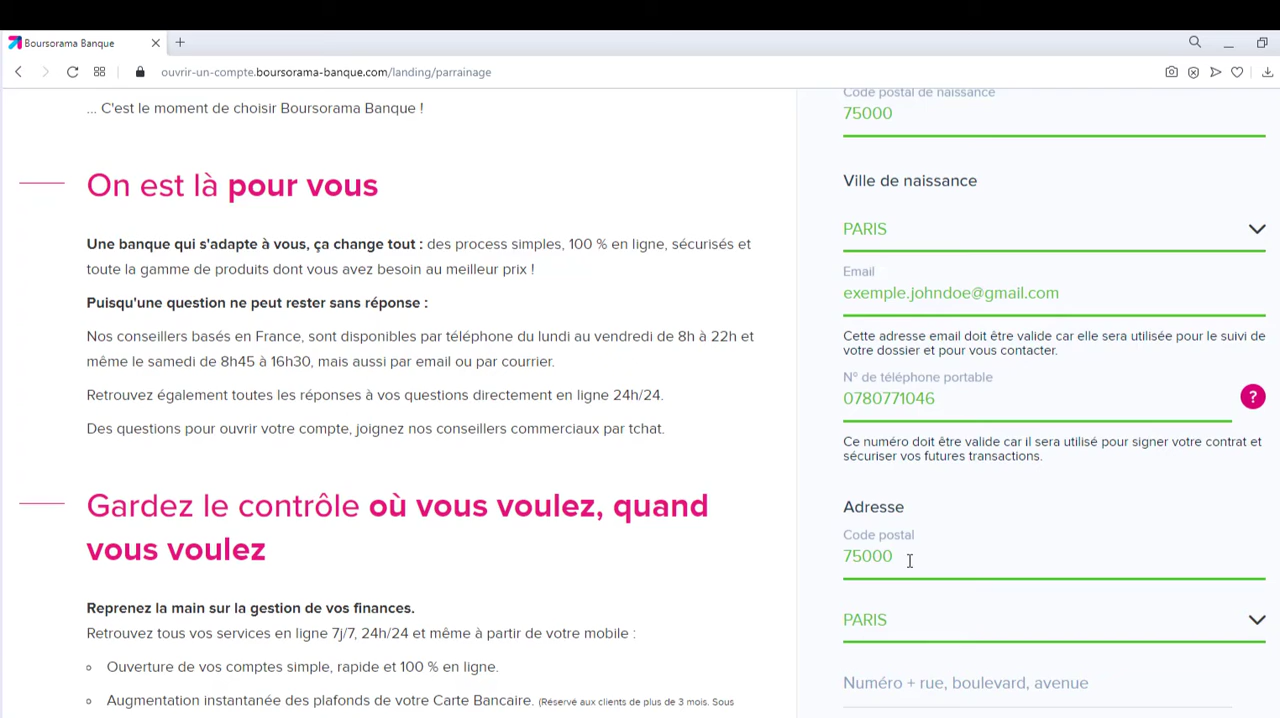 Boursorama Banque
ouvrir-un-compte.boursorama-banque.com/landing/parrainage
... C'est le moment de choisir Boursorama Banque !
On est là pour vous
Une banque qui s'adapte à vous, ça change tout : des process simples, 100 % en ligne, sécurisés et
toute la gamme de produits dont vous avez besoin au meilleur prix !
Puisqu'une question ne peut rester sans réponse :
Nos conseillers basés en France, sont disponibles par téléphone du lundi au vendredi de 8h à 22h et
même le samedi de 8h45 à 16h30, mais aussi par email ou par courrier.
Retrouvez également toutes les réponses à vos questions directement en ligne 24h/24.
Des questions pour ouvrir votre compte, joignez nos conseillers commerciaux par tchat.
Gardez le contrôle où vous voulez, quand
vous voulez
Reprenez la main sur la gestion de vos finances.
Retrouvez tous vos services en ligne 7j/7, 24h/24 et même à partir de votre mobile :
Ouverture de vos comptes simple, rapide et 100 % en ligne.
Augmentation instantanée des plafonds de votre Carte Bancaire. (Réservé aux clients de plus de 3 mois. Sous
Code postal de naissance
75000
Ville de naissance
PARIS
Email
exemple.johndoe@gmail.com
Cette adresse email doit être valide car elle sera utilisée pour le suivi de
votre dossier et pour vous contacter.
N° de téléphone portable
0780771046
?
Ce numéro doit être valide car il sera utilisé pour signer votre contrat et
sécuriser vos futures transactions.
Adresse
Code postal
75000
PARIS
Numéro + rue, boulevard, avenue